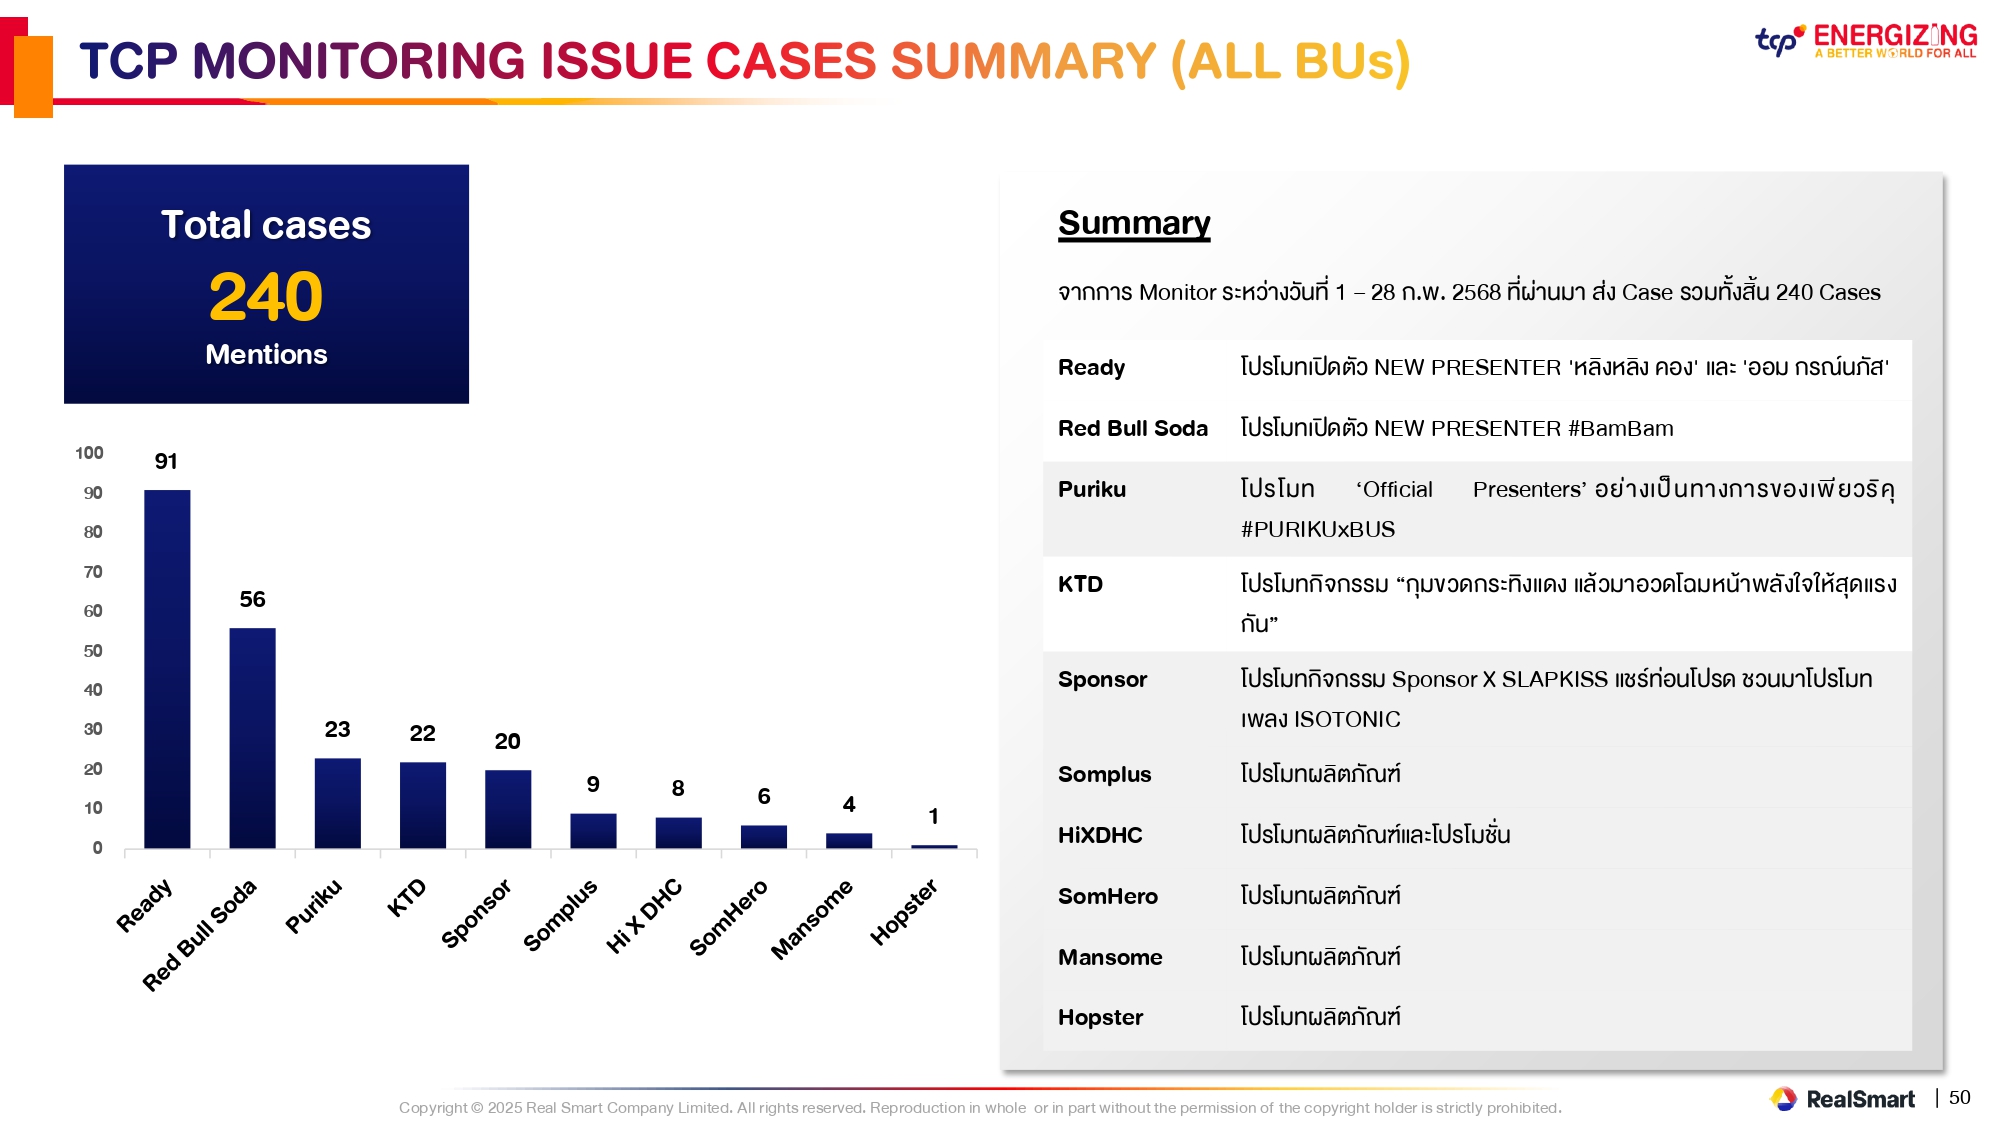 TCP MONITORING ISSUE CASES SUMMARY (ALL BUs)
tcp ENERGIZING
A BETTER WORLD FOR ALL
Total cases
240
Mentions
100
90
80
70
60
50
40
30
20
10
0
91
56
23
22
20
9
8
6
4
1
Ready
Red Bull Soda
Puriku
KTD
Sponsor
Somplus
Hi X DHC
SomHero
Mansome
Hopster
Summary
จากการ Monitor ระหว่างวันที่ 1 – 28 ก.พ. 2568 ที่ผ่านมา ส่ง Case รวมทั้งสิ้น 240 Cases
Ready โปรโมทเปิดตัว NEW PRESENTER 'หลิงหลิง คอง' และ 'ออม กรณ์นภัส'
Red Bull Soda โปรโมทเปิดตัว NEW PRESENTER #BamBam
Puriku โปรโมท ‘Official Presenters’ อย่างเป็นทางการของเพียวริคุ
#PURIKUxBUS
KTD โปรโมทกิจกรรม “กุมขวดกระทิงแดง แล้วมาอวดโฉมหน้าพลังใจให้สุดแรง
กัน”
Sponsor โปรโมทกิจกรรม Sponsor X SLAPKISS แชร์ท่อนโปรด ชวนมาโปรโมท
เพลง ISOTONIC
Somplus โปรโมทผลิตภัณฑ์
HiXDHC โปรโมทผลิตภัณฑ์และโปรโมชั่น
SomHero โปรโมทผลิตภัณฑ์
Mansome โปรโมทผลิตภัณฑ์
Hopster โปรโมทผลิตภัณฑ์
Copyright © 2025 Real Smart Company Limited. All rights reserved. Reproduction in whole or in part without the permission of the copyright holder is strictly prohibited.
RealSmart | 50